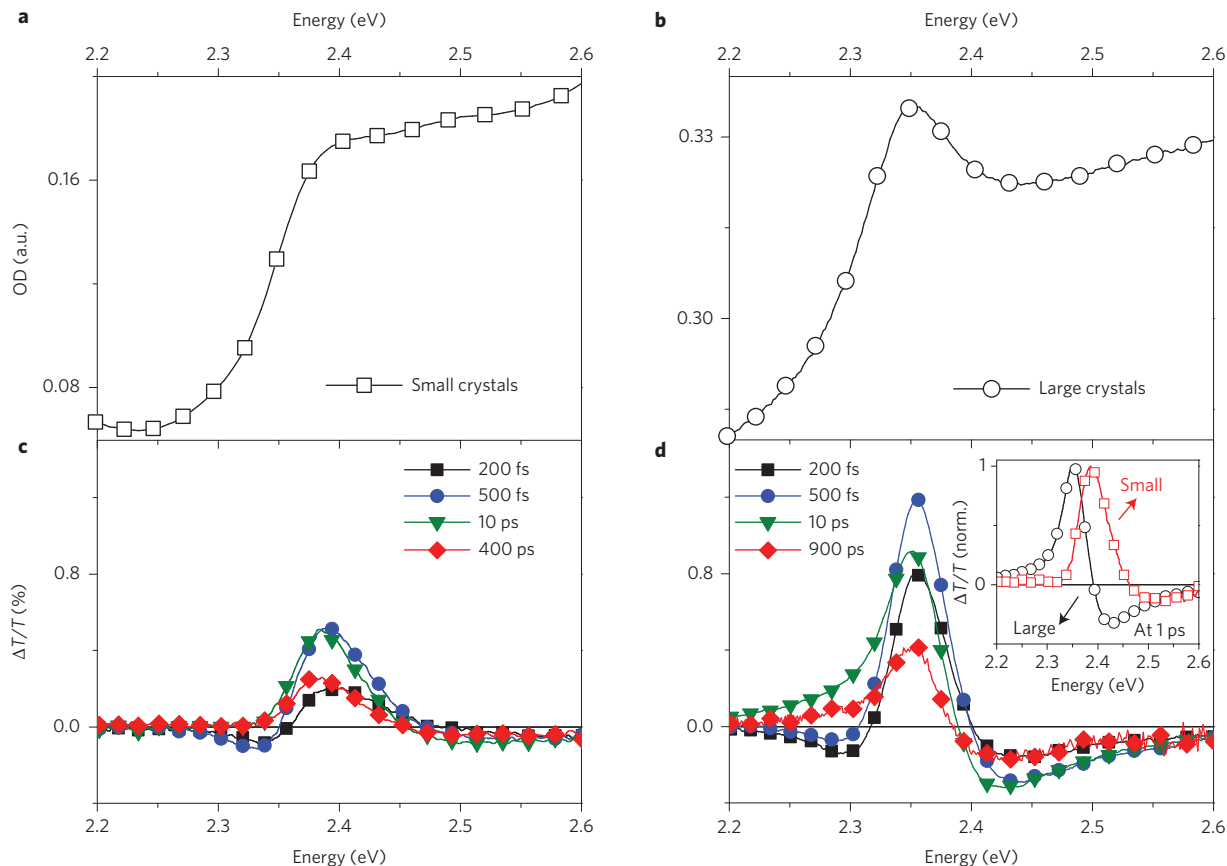 a
Energy (eV)
2.2 2.3 2.4 2.5 2.6
OD (a.u.)
0.16
0.08
Small crystals
b
Energy (eV)
2.2 2.3 2.4 2.5 2.6
0.33
0.30
Large crystals
c
200 fs
500 fs
10 ps
400 ps
ΔT/T (%)
0.8
0.0
2.2 2.3 2.4 2.5 2.6
Energy (eV)
d
200 fs
500 fs
10 ps
900 ps
0.8
0.0
2.2 2.3 2.4 2.5 2.6
Energy (eV)
ΔT/T (norm.)
1
0
Small
Large
At 1 ps
2.2 2.3 2.4 2.5 2.6
Energy (eV)